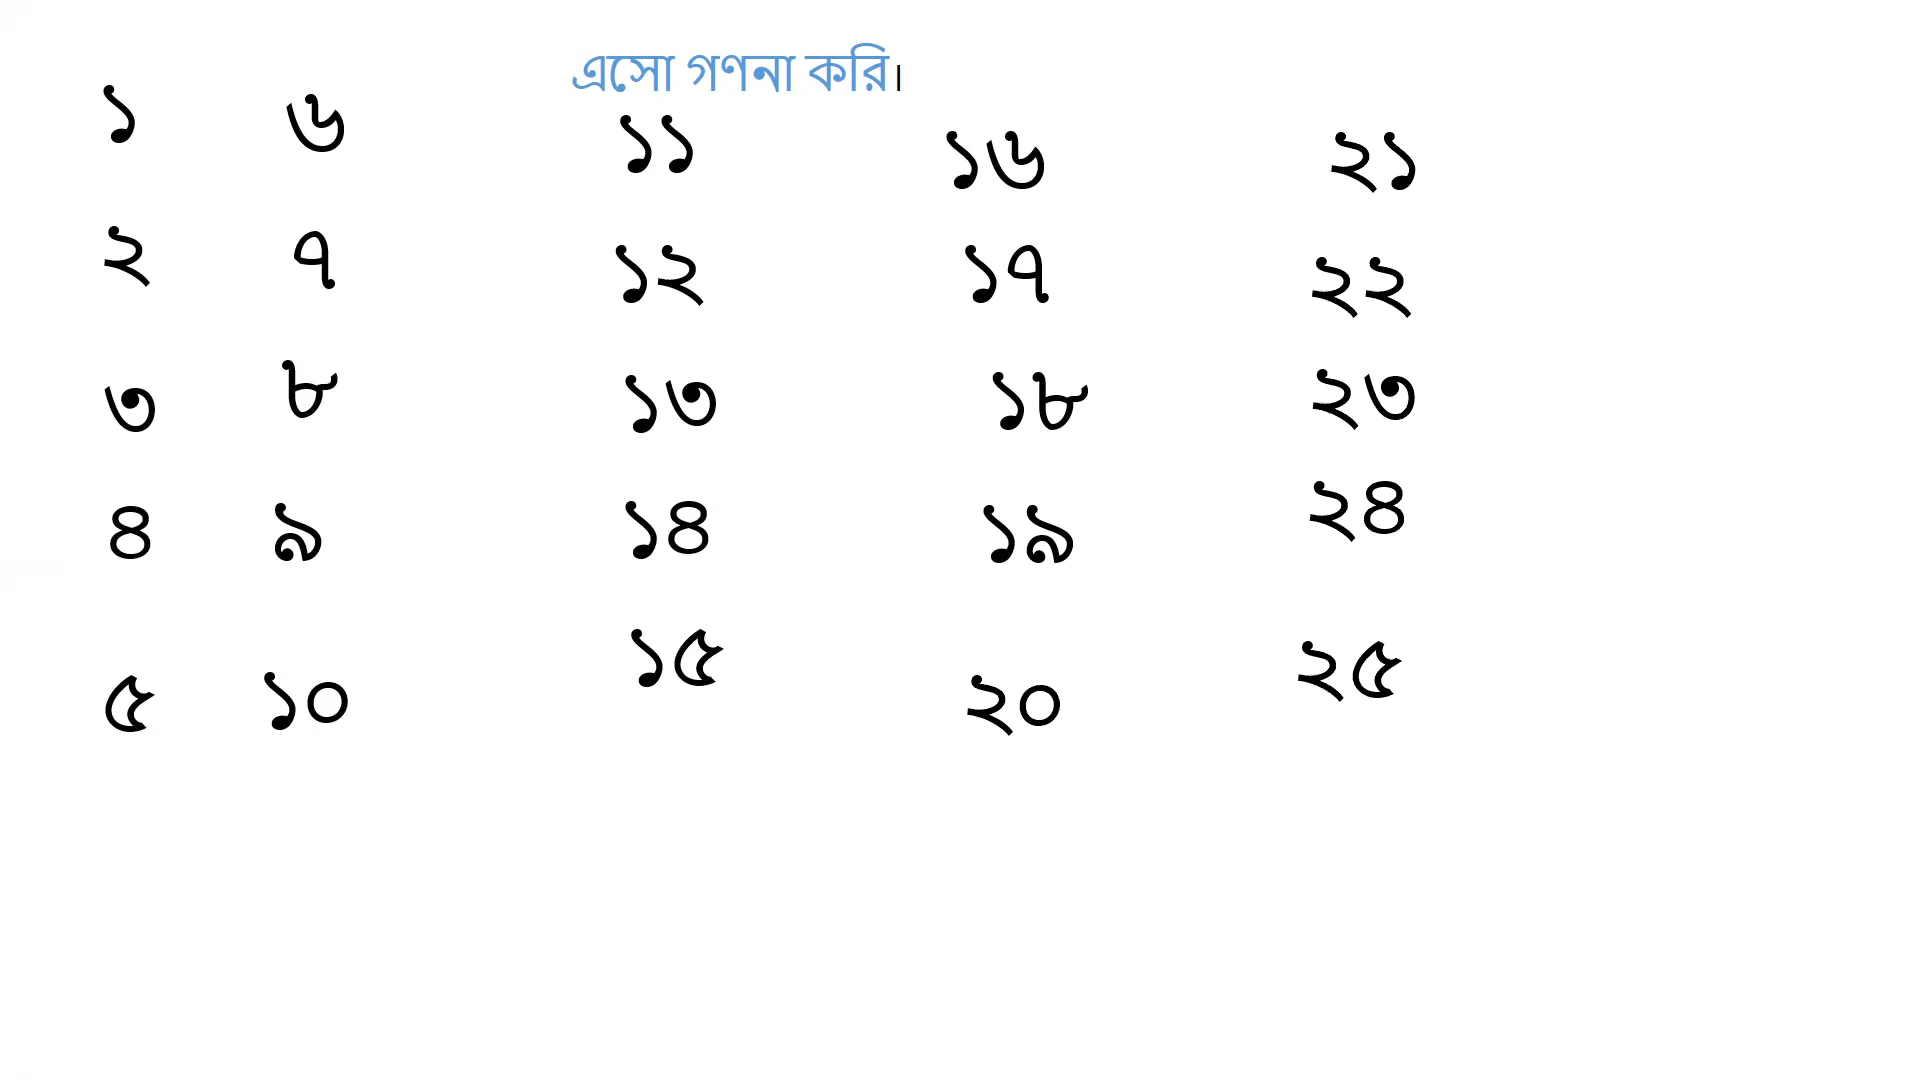 এসো গণনা করি।
১ ৬ ১১ ১৬ ২১
২ ৭ ১২ ১৭ ২২
৩ ৮ ১৩ ১৮ ২৩
৪ ৯ ১৪ ১৯ ২৪
৫ ১০ ১৫ ২০ ২৫